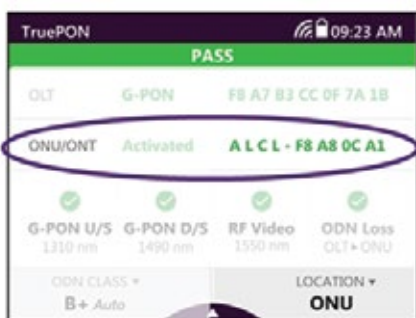 TruePON 09:23 AM
PASS
OLT G-PON F8 A7 B3 CC 0F 7A 1B
ONU/ONT Activated A L C L - F8 A8 0C A1
G-PON U/S G-PON D/S RF Video ODN Loss
1310 nm 1490 nm 1550 nm OLT▸ONU
ODN CLASS ▾ LOCATION ▾
B+ Auto ONU